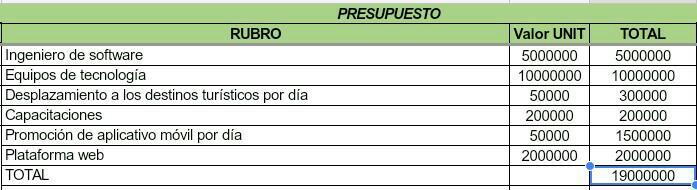 PRESUPUESTO
RUBRO Valor UNIT TOTAL
Ingeniero de software 5000000 5000000
Equipos de tecnología 10000000 10000000
Desplazamiento a los destinos turísticos por día 50000 300000
Capacitaciones 200000 200000
Promoción de aplicativo móvil por día 50000 1500000
Plataforma web 2000000 2000000
TOTAL 19000000